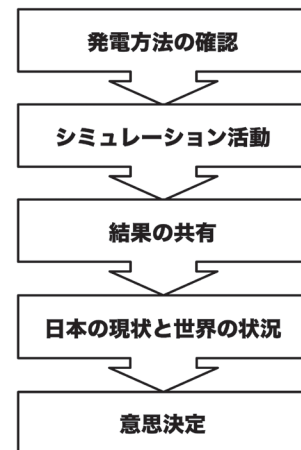 発電方法の確認
シミュレーション活動
結果の共有
日本の現状と世界の状況
意思決定